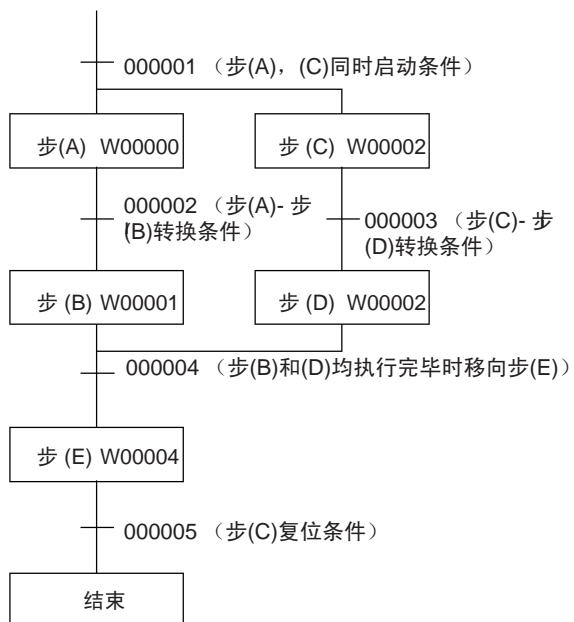 000001 （步(A)，(C)同时启动条件）
步(A) W00000
步 (C) W00002
000002 （步(A)- 步
(B)转换条件）
000003 （步(C)- 步
(D)转换条件）
步 (B) W00001
步 (D) W00002
000004 （步(B)和(D)均执行完毕时移向步(E)）
步 (E) W00004
000005 （步(C)复位条件）
结束